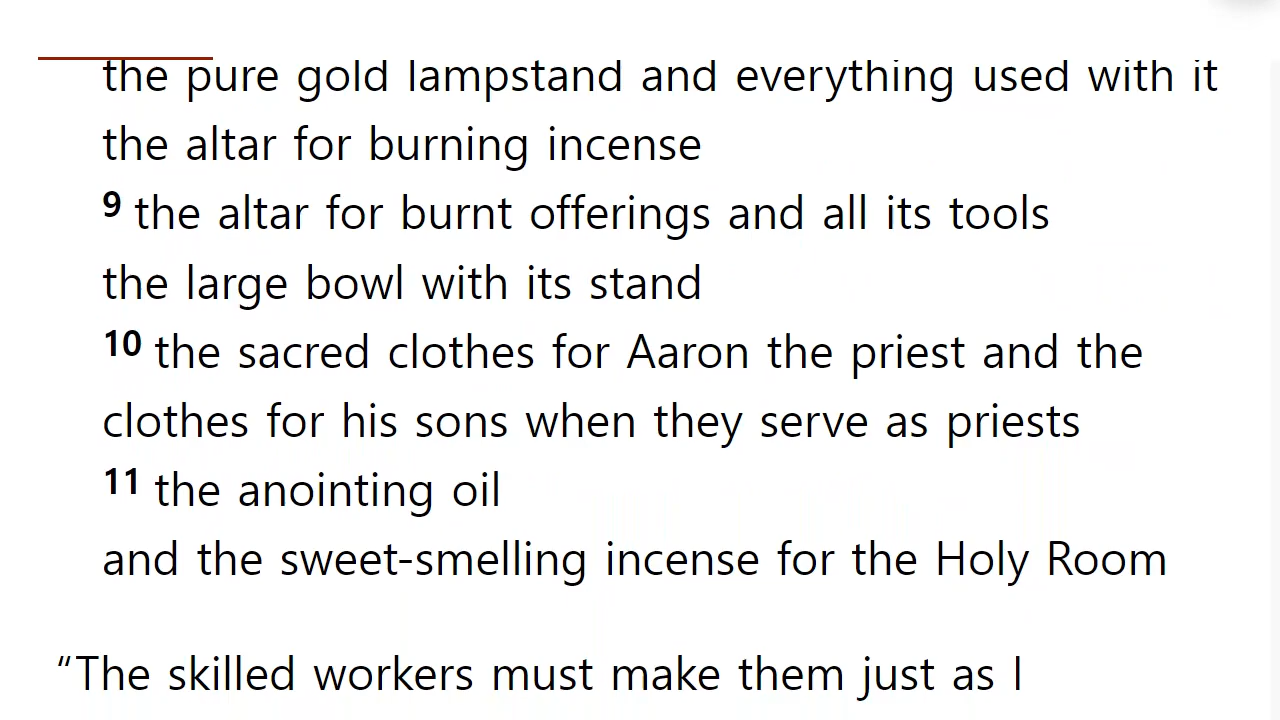 the pure gold lampstand and everything used with it
the altar for burning incense
9 the altar for burnt offerings and all its tools
the large bowl with its stand
10 the sacred clothes for Aaron the priest and the
clothes for his sons when they serve as priests
11 the anointing oil
and the sweet-smelling incense for the Holy Room
“The skilled workers must make them just as I